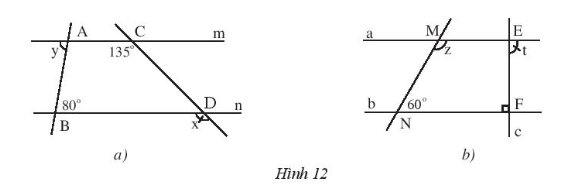 A C m
y 135°
80° D n
B x
a)
M E
a z t
b 60° F
N c
b)
Hình 12